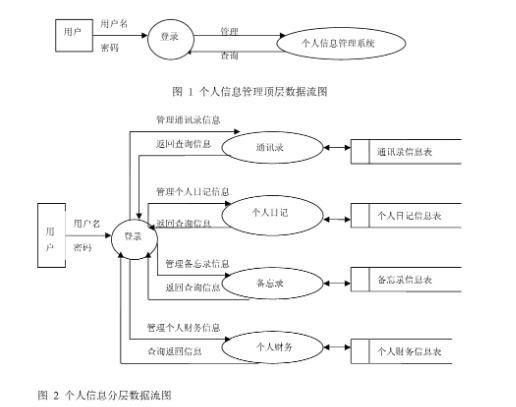 用户
用户名
密码
登录
管理
查询
个人信息管理系统
图 1 个人信息管理顶层数据流图
管理通讯录信息
返回查询信息
通讯录
通讯录信息表
管理个人日记信息
返回查询信息
个人日记
个人日记信息表
用户
用户名
密码
登录
管理备忘录信息
返回查询信息
备忘录
备忘录信息表
管理个人财务信息
查询返回信息
个人财务
个人财务信息表
图 2 个人信息分层数据流图